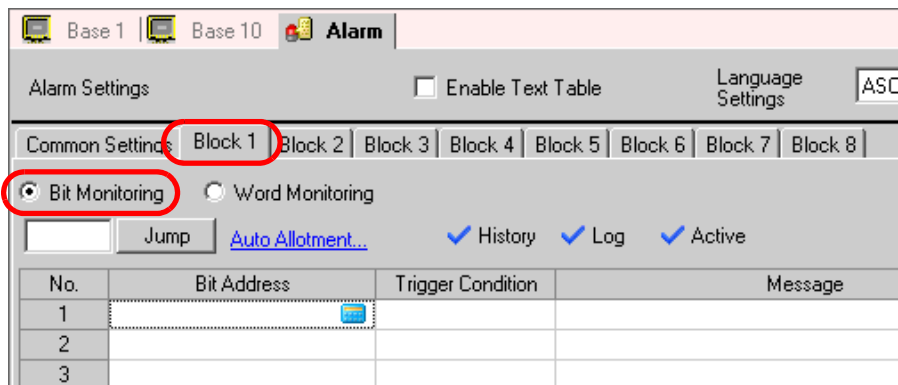 Base 1 Base 10 Alarm
Alarm Settings Enable Text Table Language Settings ASC
Common Settings Block 1 Block 2 Block 3 Block 4 Block 5 Block 6 Block 7 Block 8
Bit Monitoring Word Monitoring
Jump Auto Allotment... History Log Active
No. Bit Address Trigger Condition Message
1
2
3